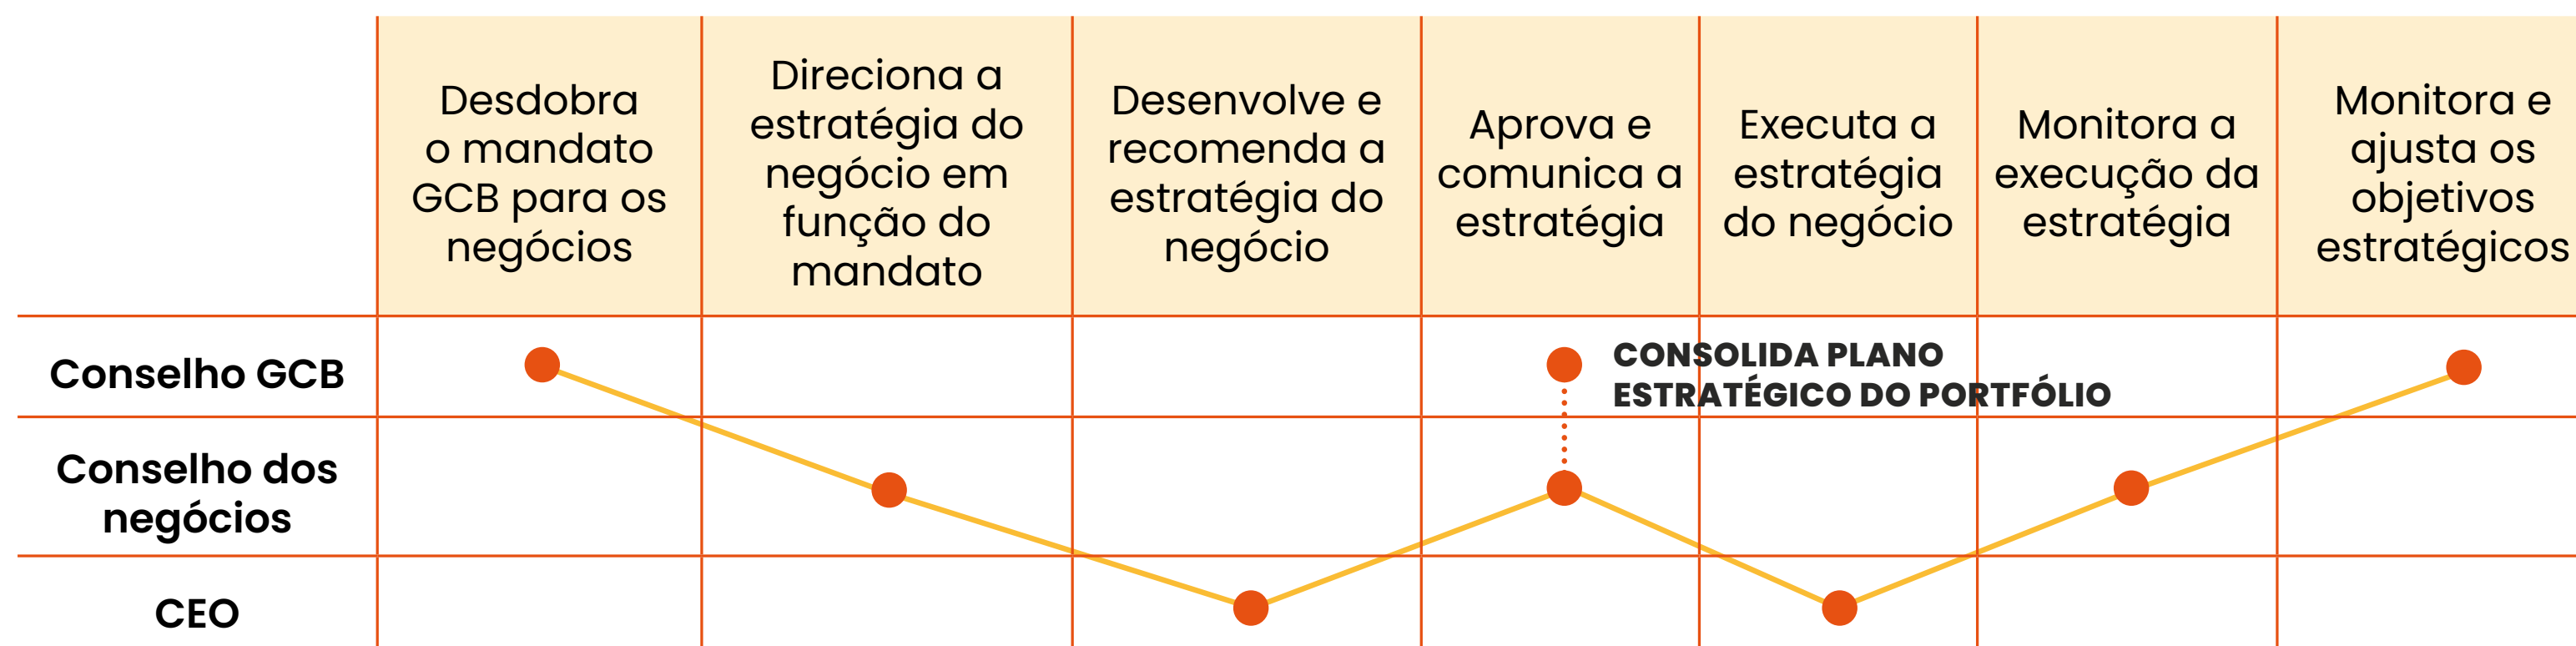 Desdobra
o mandato
GCB para os
negócios
Direciona a
estratégia do
negócio em
função do
mandato
Desenvolve e
recomenda a
estratégia do
negócio
Aprova e
comunica a
estratégia
Executa a
estratégia
do negócio
Monitora a
execução da
estratégia
Monitora e
ajusta os
objetivos
estratégicos
Conselho GCB
CONSOLIDA PLANO
ESTRATÉGICO DO PORTFÓLIO
Conselho dos
negócios
CEO